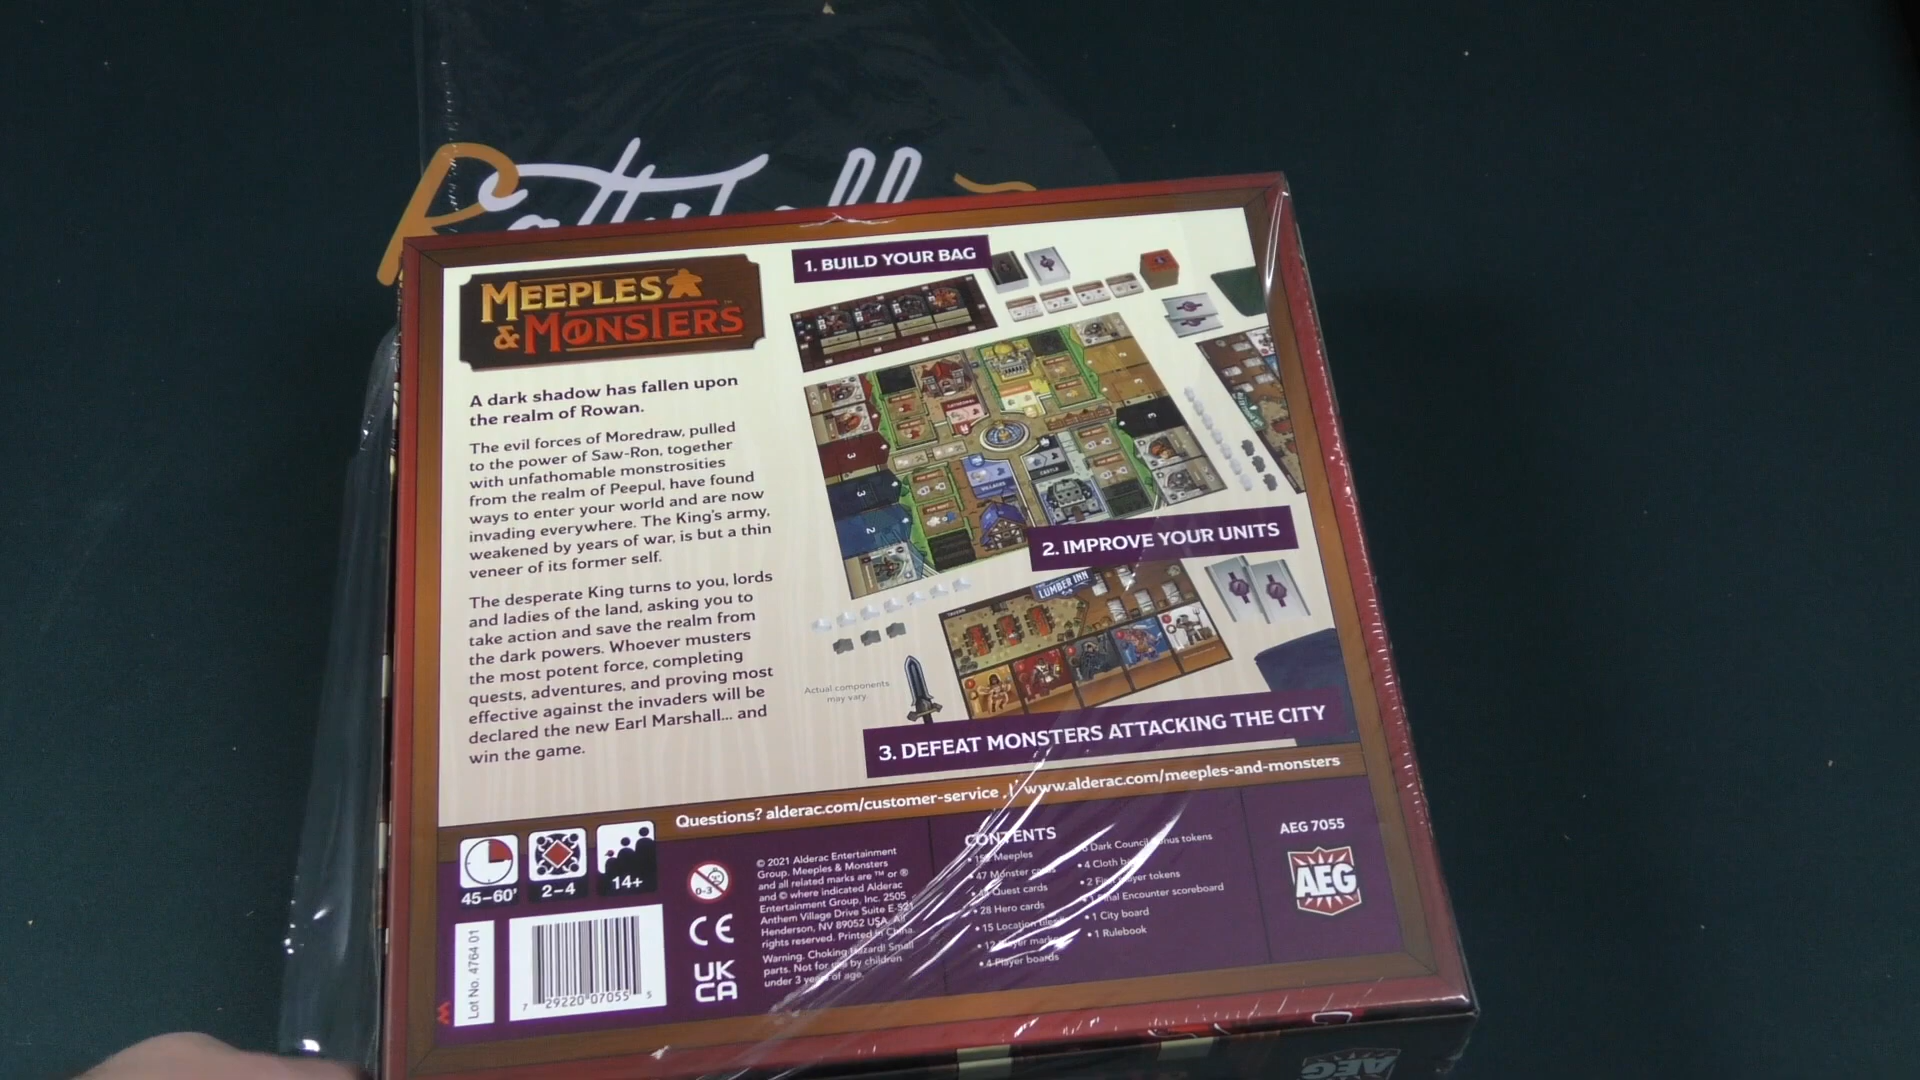 MEEPLES
& MONSTERS
1. BUILD YOUR BAG
A dark shadow has fallen upon
the realm of Rowan.
The evil forces of Moredraw, pulled
to the power of Saw-Ron, together
with unfathomable monstrosities
from the realm of Peepul, have found
ways to enter your world and are now
invading everywhere. The King's army,
weakened by years of war, is but a thin
veneer of its former self.
The desperate King turns to you, lords
and ladies of the land, asking you to
take action and save the realm from
the dark powers. Whoever musters
the most potent force, completing
quests, adventures, and proving most
effective against the invaders will be
declared the new Earl Marshall... and
win the game.
CASTLE
VILLAGES
2. IMPROVE YOUR UNITS
LUMBER INN
TAVERN
Actual components
may vary.
3. DEFEAT MONSTERS ATTACKING THE CITY
Questions? alderac.com/customer-service
www.alderac.com/meeples-and-monsters
45–60'
2–4
14+
Lot No. 4764 01
7 29220 07055 5
0-3
CE
UK
CA
© 2021 Alderac Entertainment
Group. Meeples & Monsters
and all related marks are ™ or ®
and © where indicated Alderac
Entertainment Group, Inc. 2505
Anthem Village Drive Suite E-521
Henderson, NV 89052 USA. All
rights reserved. Printed in China.
Warning. Choking Hazard! Small
parts. Not for use by children
under 3 years of age.
CONTENTS
Meeples
• 47 Monster cards
Quest cards
• 28 Hero cards
• 15 Location tiles
• 12 Player markers
• 4 Player boards
Dark Council Bonus tokens
• 4 Cloth bags
• 2 First Player tokens
• 1 Final Encounter scoreboard
• 1 City board
• 1 Rulebook
AEG 7055
AEG
AEG